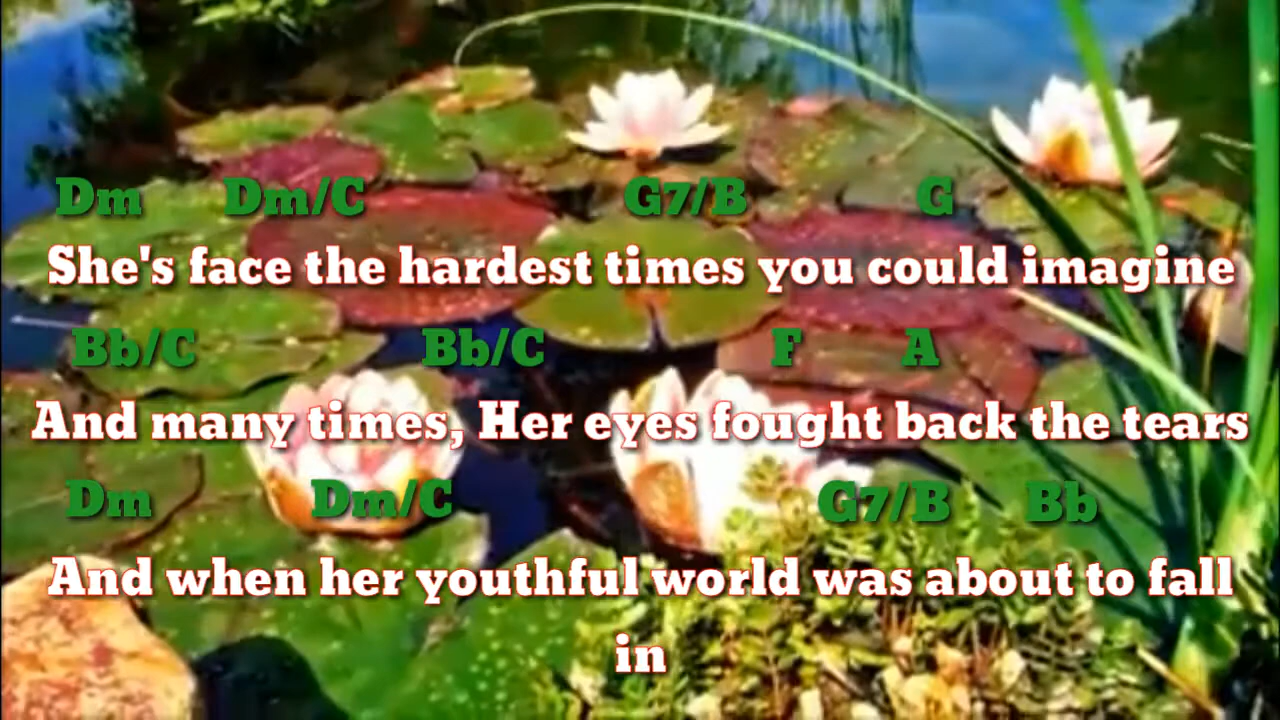 Dm Dm/C G7/B G
She's face the hardest times you could imagine
Bb/C Bb/C F A
And many times, Her eyes fought back the tears
Dm Dm/C G7/B Bb
And when her youthful world was about to fall
in